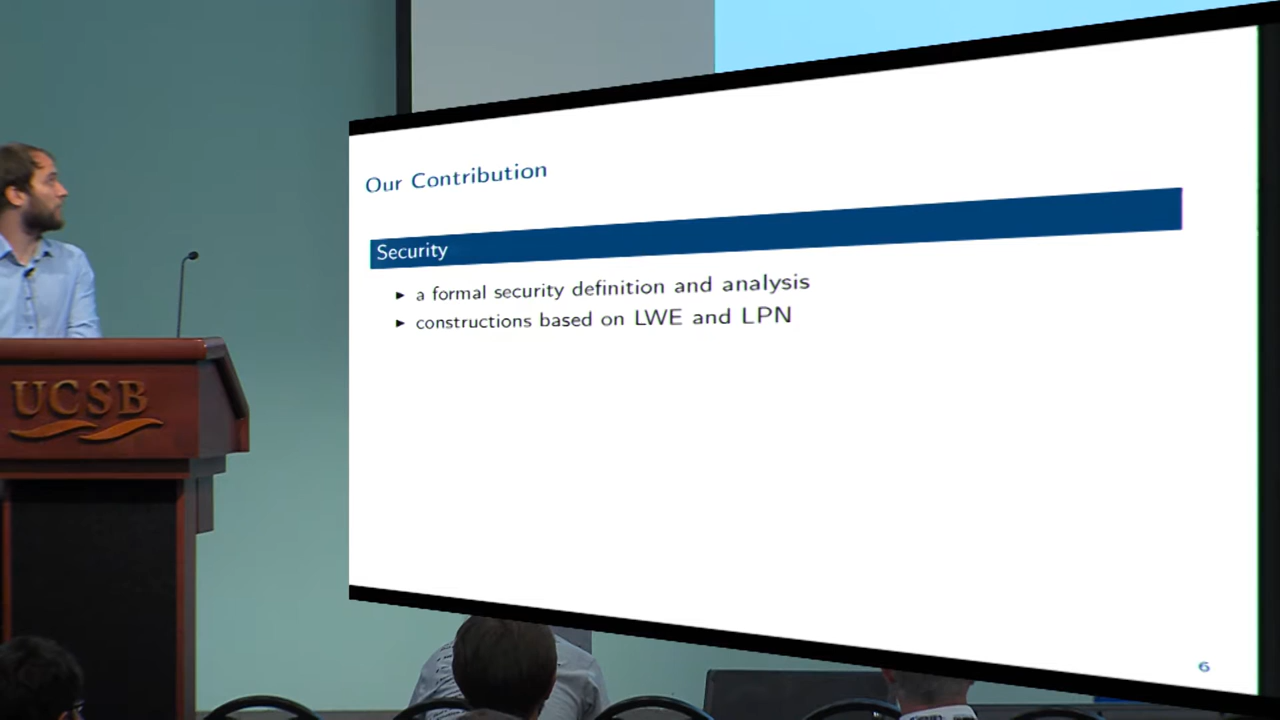 Our Contribution
Security
▶ a formal security definition and analysis
▶ constructions based on LWE and LPN
UCSB
6